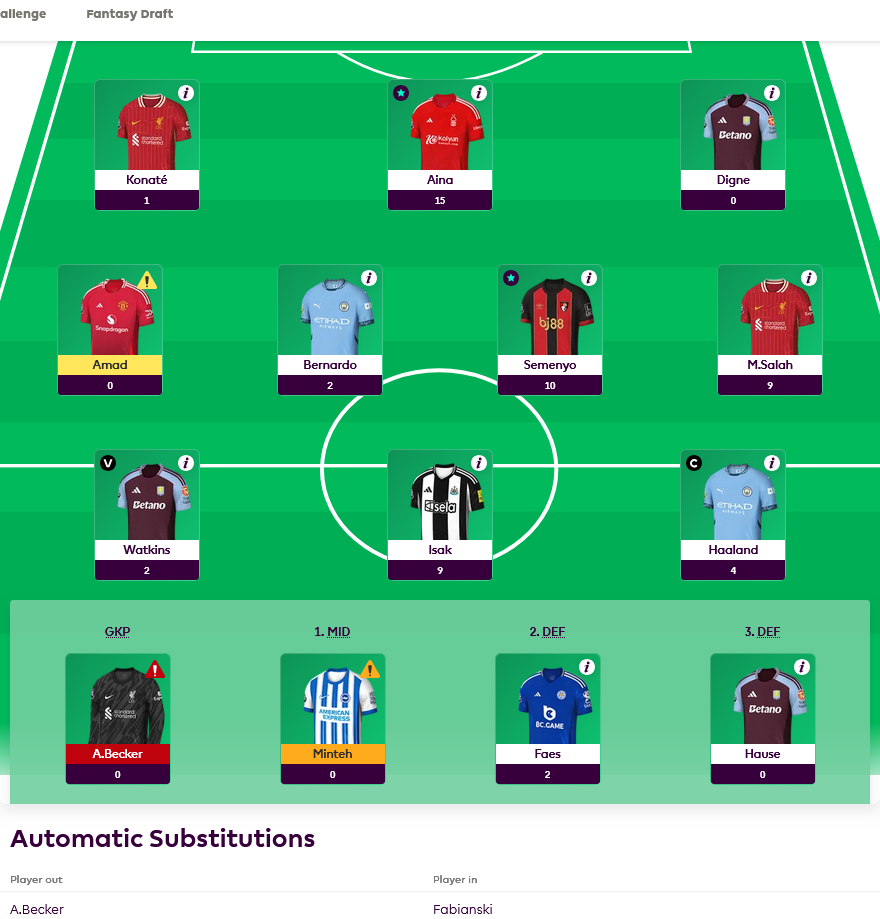 allenge Fantasy Draft
Konaté Aina Digne
1 15 0
Amad Bernardo Semenyo M.Salah
0 2 10 9
V C
Watkins Isak Haaland
2 9 4
GKP 1. MID 2. DEF 3. DEF
A.Becker Minteh Faes Hause
0 0 2 0
Automatic Substitutions
Player out Player in
A.Becker Fabianski